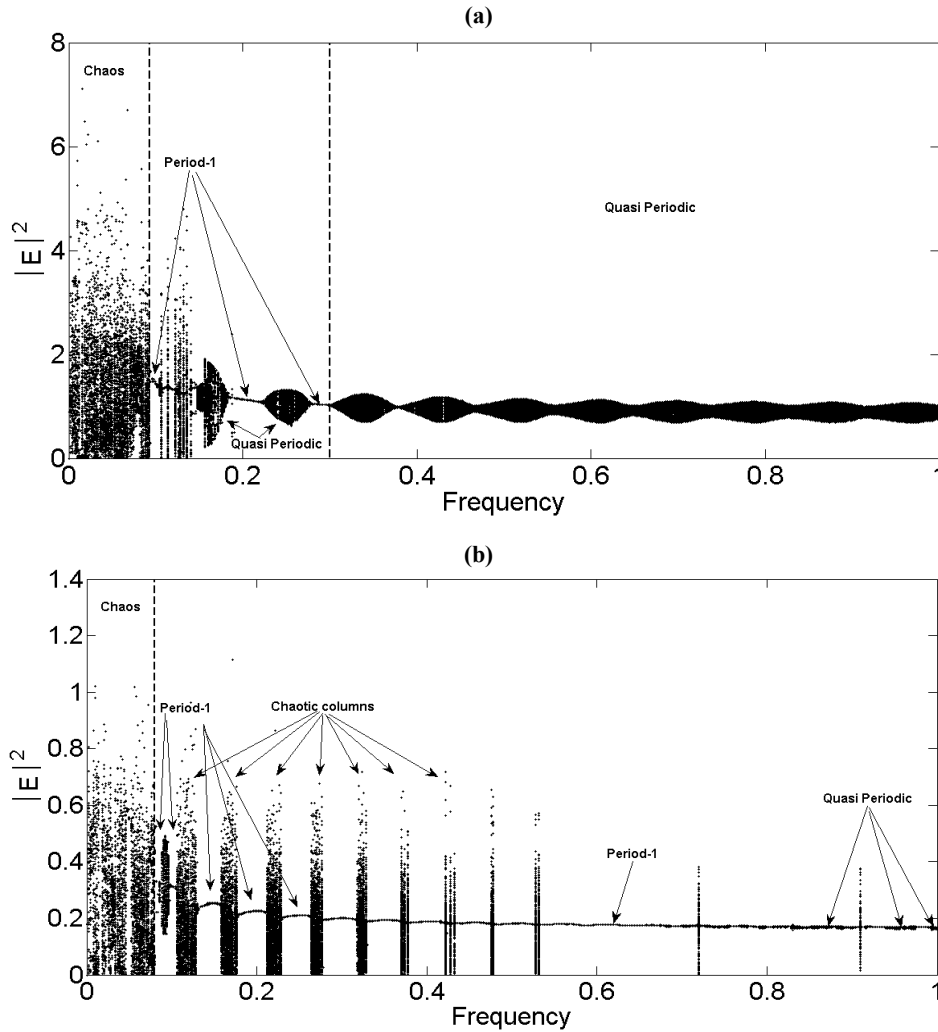 (a)
8
Chaos
6
Period-1
Quasi Periodic
|E|²
4
2
Quasi Periodic
0
0 0.2 0.4 0.6 0.8 1
Frequency
(b)
1.4
Chaos
1.2
1
Period-1
Chaotic columns
|E|²
0.8
Quasi Periodic
0.6
Period-1
0.4
0.2
0
0 0.2 0.4 0.6 0.8 1
Frequency